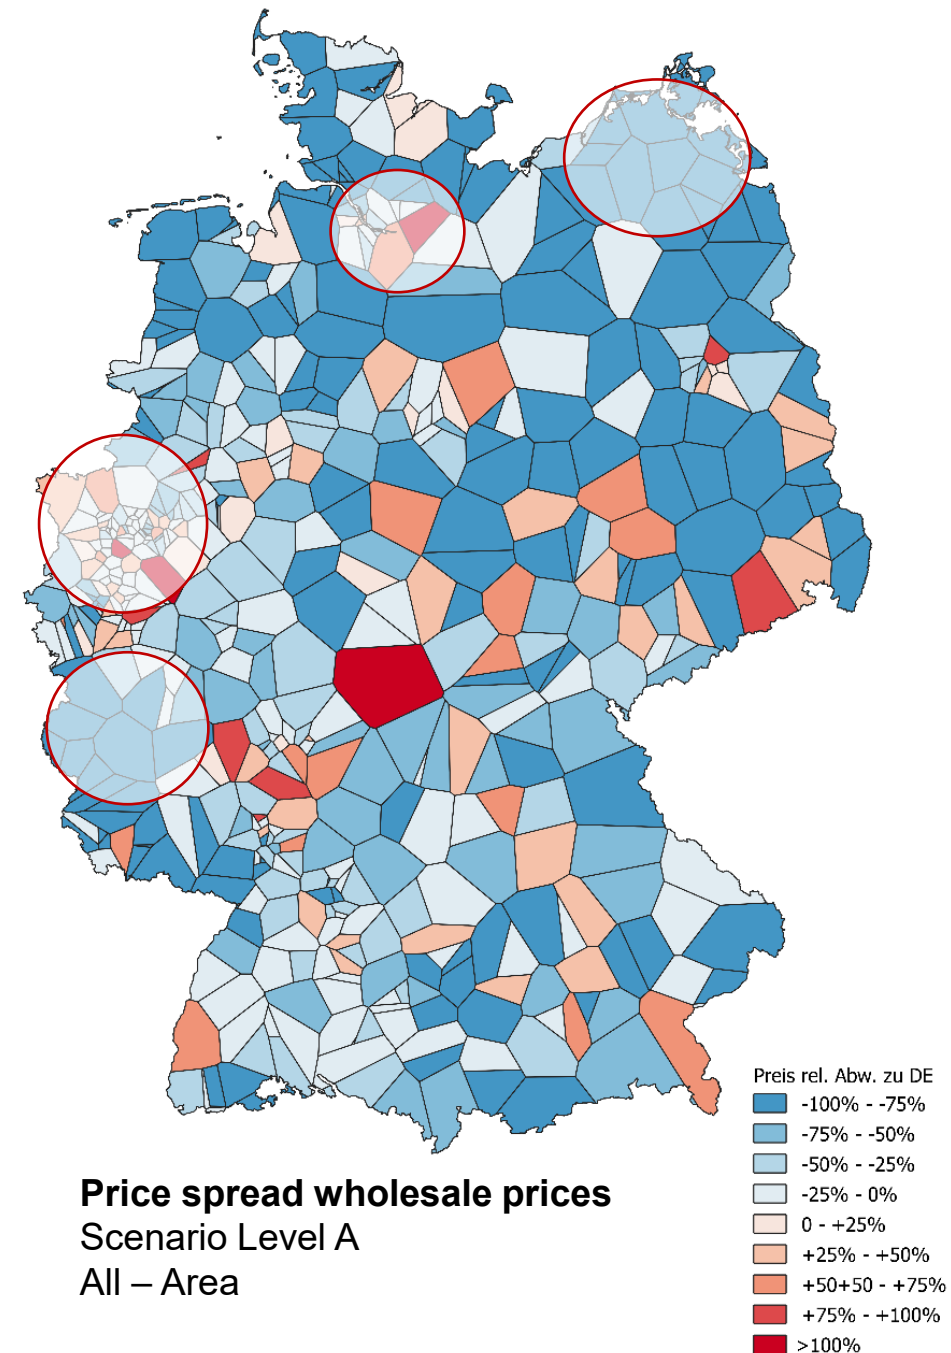 Preis rel. Abw. zu DE
-100% - -75%
-75% - -50%
-50% - -25%
-25% - 0%
0 - +25%
+25% - +50%
+50+50 - +75%
+75% - +100%
>100%
Price spread wholesale prices
Scenario Level A
All – Area